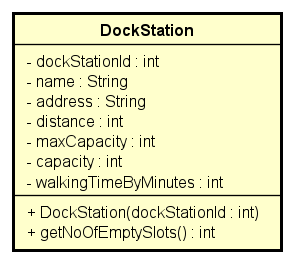 DockStation
- dockStationId : int
- name : String
- address : String
- distance : int
- maxCapacity : int
- capacity : int
- walkingTimeByMinutes : int
+ DockStation(dockStationId : int)
+ getNoOfEmptySlots() : int